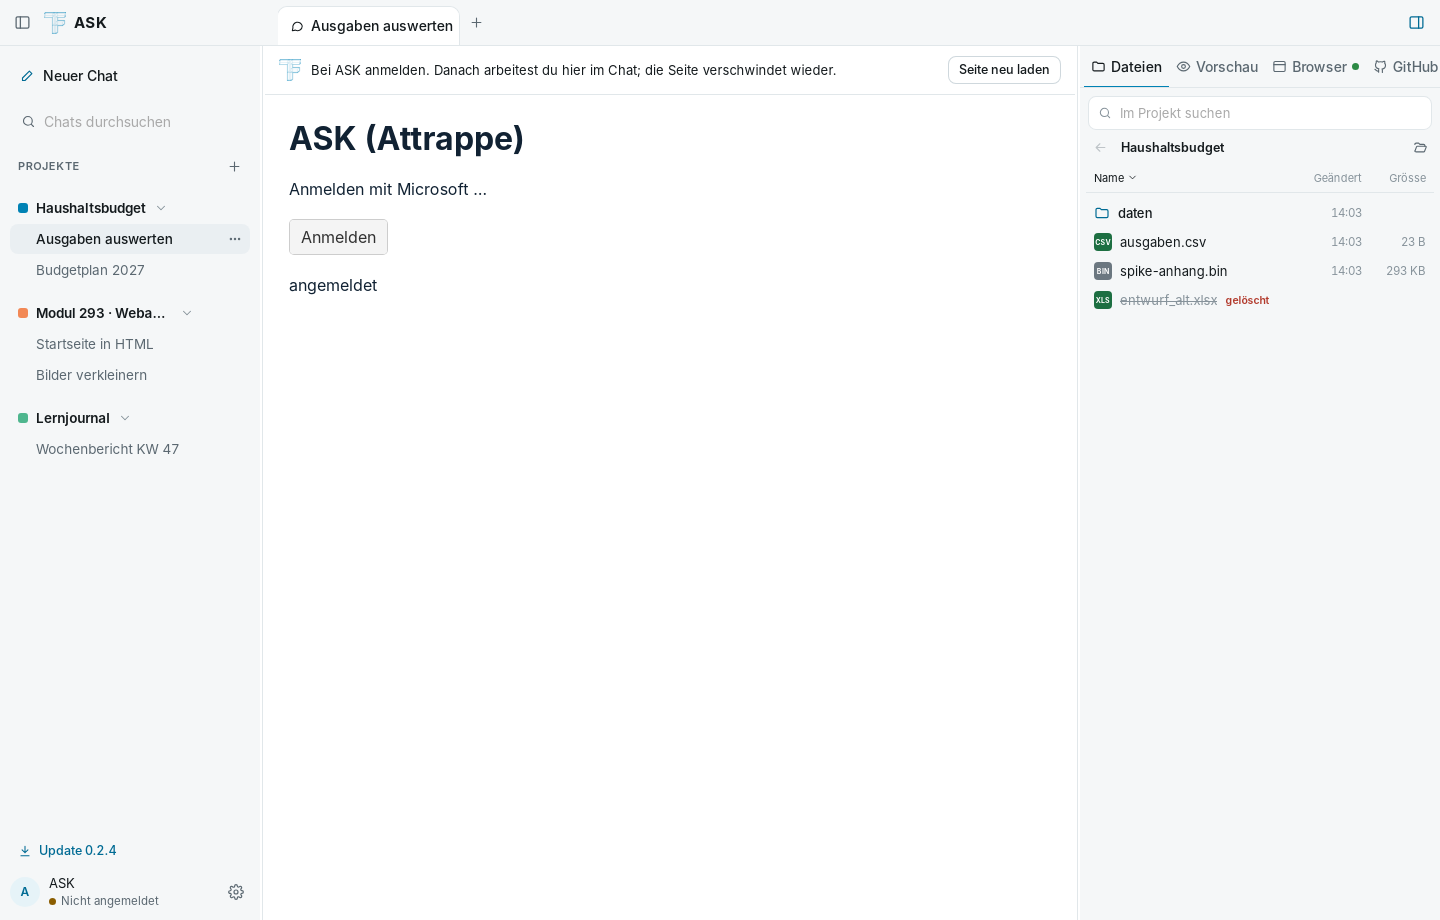 ASK
Ausgaben auswerten
Neuer Chat
Chats durchsuchen
PROJEKTE
Haushaltsbudget
Ausgaben auswerten
Budgetplan 2027
Modul 293 · Weba...
Startseite in HTML
Bilder verkleinern
Lernjournal
Wochenbericht KW 47
Update 0.2.4
A
ASK
Nicht angemeldet
Bei ASK anmelden. Danach arbeitest du hier im Chat; die Seite verschwindet wieder.
Seite neu laden
ASK (Attrappe)
Anmelden mit Microsoft ...
Anmelden
angemeldet
Dateien Vorschau Browser GitHub
Im Projekt suchen
Haushaltsbudget
Name Geändert Grösse
daten 14:03
CSV ausgaben.csv 14:03 23 B
BIN spike-anhang.bin 14:03 293 KB
XLS entwurf_alt.xlsx gelöscht